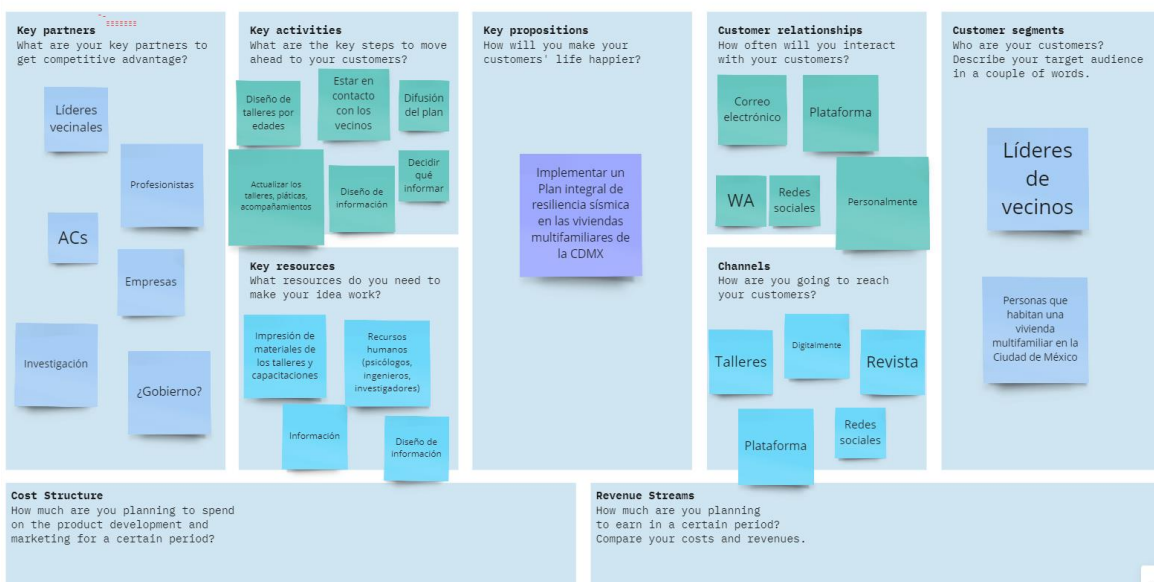 Key partners
What are your key partners to
get competitive advantage?
Líderes
vecinales
Profesionistas
ACs
Empresas
Investigación
¿Gobierno?
Key activities
What are the key steps to move
ahead to your customers?
Diseño de
talleres por
edades
Estar en
contacto
con los
vecinos
Difusión
del plan
Actualizar los
talleres, pláticas,
acompañamientos
Diseño de
información
Decidir
qué
informar
Key resources
What resources do you need to
make your idea work?
Impresión de
materiales de
los talleres y
capacitaciones
Recursos
humanos
(psicólogos,
ingenieros,
investigadores)
Información
Diseño de
información
Key propositions
How will you make your
customers' life happier?
Implementar un
Plan integral de
resiliencia sísmica
en las viviendas
multifamiliares de
la CDMX
Customer relationships
How often will you interact
with your customers?
Correo
electrónico
Plataforma
WA
Redes
sociales
Personalmente
Channels
How are you going to reach
your customers?
Talleres
Digitalmente
Revista
Plataforma
Redes
sociales
Customer segments
Who are your customers?
Describe your target audience
in a couple of words.
Líderes
de
vecinos
Personas que
habitan una
vivienda
multifamiliar en la
Ciudad de México
Cost Structure
How much are you planning to spend
on the product development and
marketing for a certain period?
Revenue Streams
How much are you planning
to earn in a certain period?
Compare your costs and revenues.